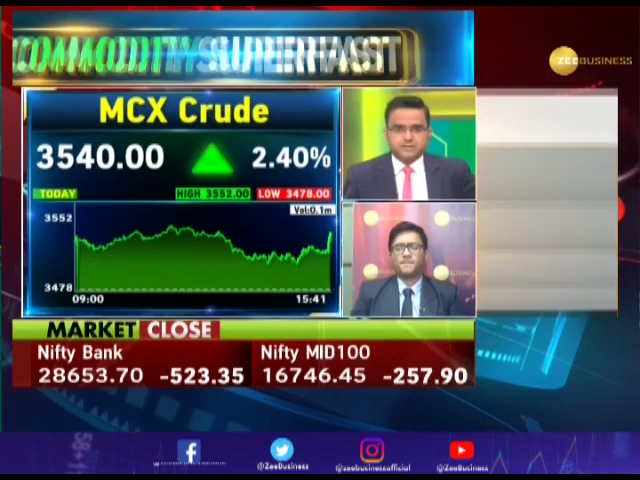 COMMODITY SUPERFAST
ZEEBUSINESS
MCX Crude
3540.00 2.40%
TODAY HIGH 3552.00 LOW 3478.00
Vol:0.1m
3552
3478
09:00 15:41
MARKET CLOSE
Nifty Bank Nifty MID100
28653.70 -523.35 16746.45 -257.90
@ZeeBusiness @zeebusinessofficial @ZeeBusiness